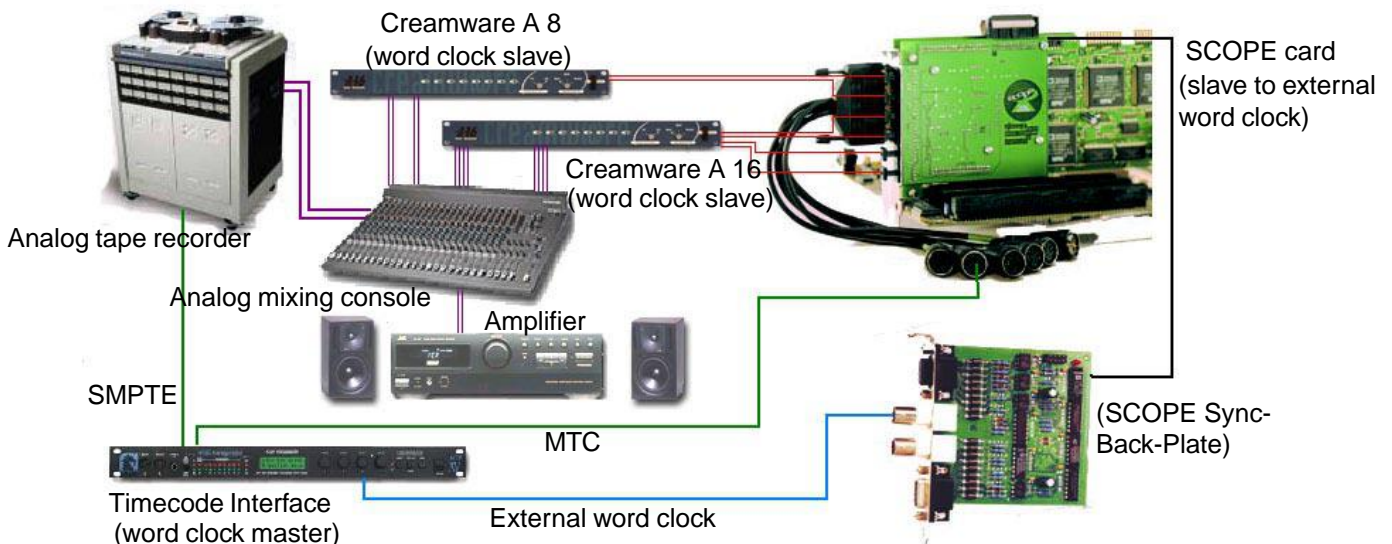 Creamware A 8
(word clock slave)
SCOPE card
(slave to external
word clock)
Creamware A 16
(word clock slave)
Analog tape recorder
Analog mixing console
Amplifier
SMPTE
MTC
(SCOPE Sync-
Back-Plate)
Timecode Interface
(word clock master)
External word clock